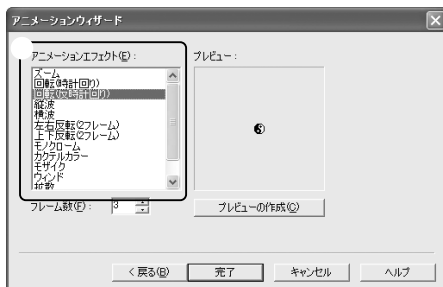 アニメーションウィザード
アニメーションエフェクト(E):
ズーム
回転(時計回り)
回転(反時計回り)
縦波
横波
左右反転(2フレーム)
上下反転(2フレーム)
モノクローム
カクテルカラー
モザイク
ウィンド
拡散
フレーム数(F): 3
プレビュー:
プレビューの作成(C)
< 戻る(B) 完了 キャンセル ヘルプ